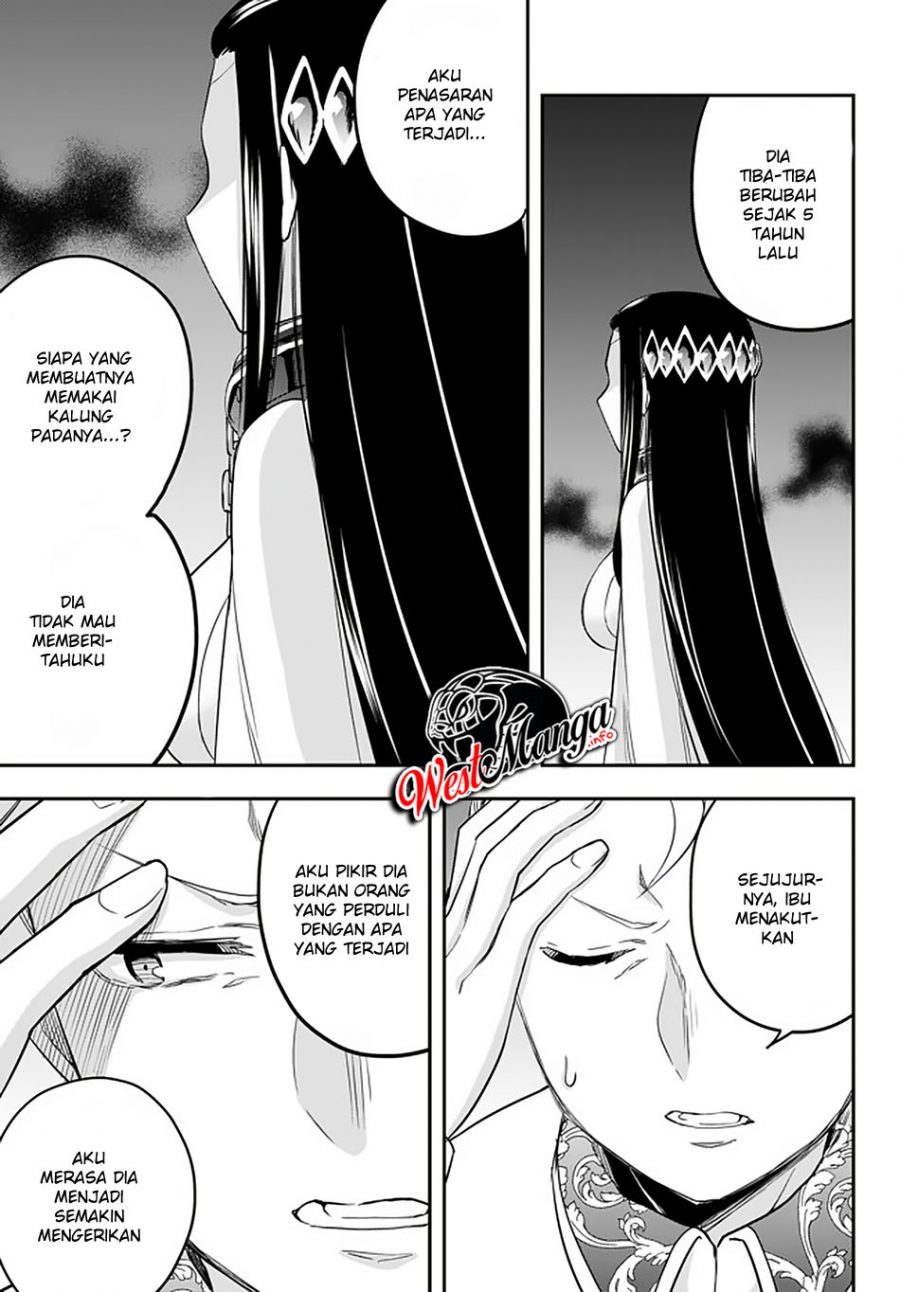 DIA
TIBA-TIBA
BERUBAH
SEJAK 5
TAHUN
LALU
AKU
PENASARAN
APA YANG
TERJADI...
SIAPA YANG
MEMBUATNYA
MEMAKAI
KALUNG
PADANYA...?
DIA
TIDAK MAU
MEMBERI-
TAHUKU
WestManga
.info
SEJUJUR-
NYA, IBU
MENAKUT-
KAN
AKU PIKIR DIA
BUKAN ORANG
YANG PERDULI
DENGAN APA
YANG TERJADI
AKU
MERASA DIA
MENJADI
SEMAKIN
MENGERIKAN